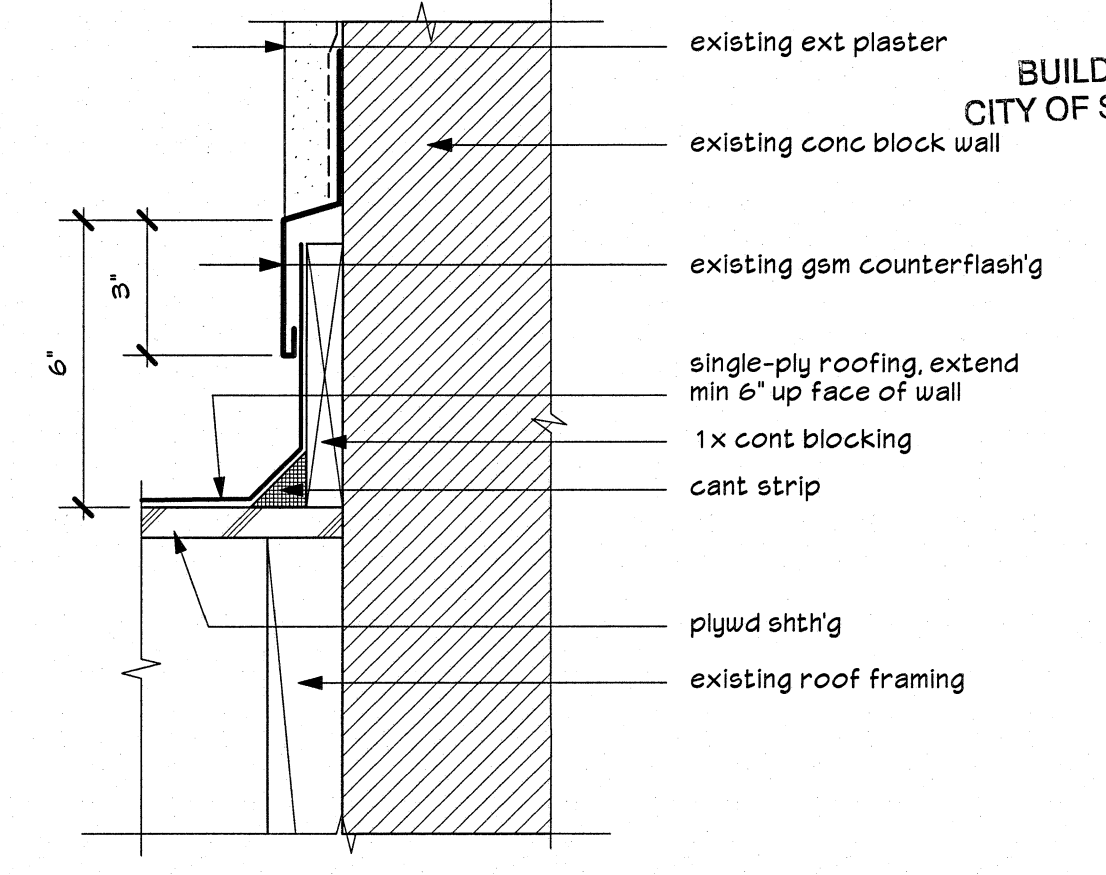 existing ext plaster
BUILD
CITY OF S
existing conc block wall
existing gsm counterflash'g
3"
6"
single-ply roofing, extend
min 6" up face of wall
1x cont blocking
cant strip
plywd shth'g
existing roof framing